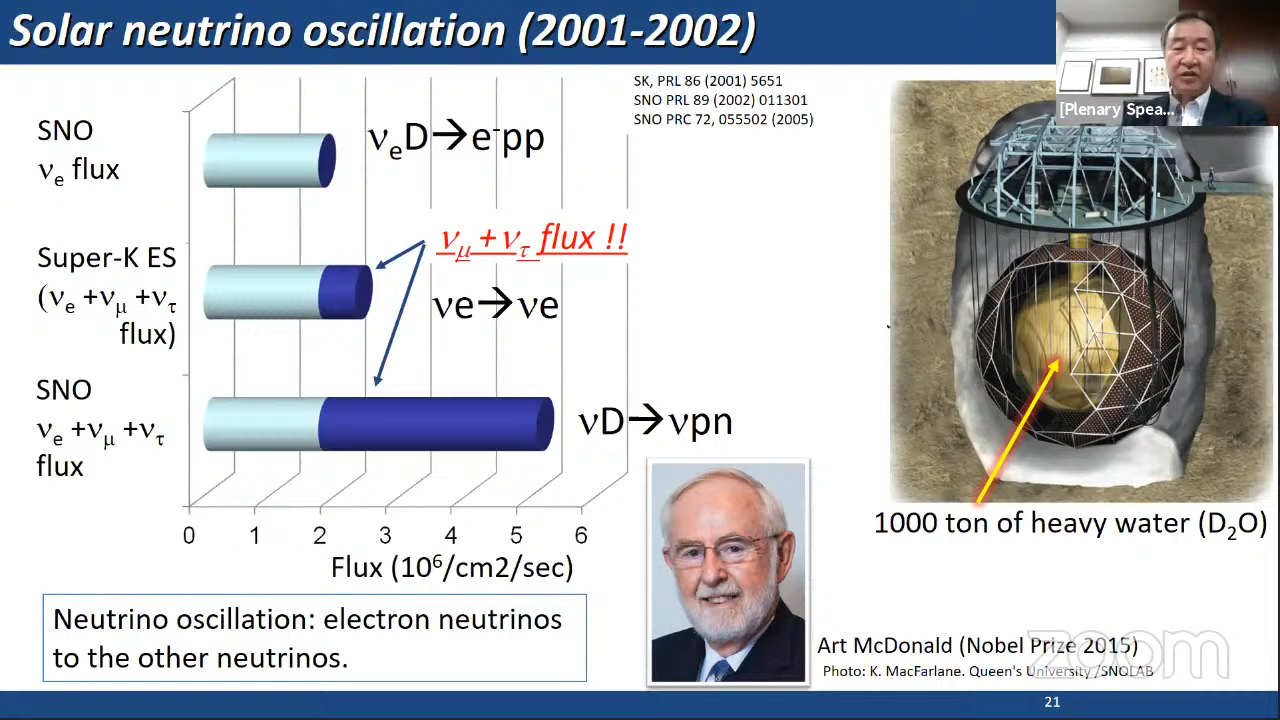 Solar neutrino oscillation (2001-2002)
[Plenary Spea...
SK, PRL 86 (2001) 5651
SNO PRL 89 (2002) 011301
SNO PRC 72, 055502 (2005)
SNO
νe flux
νeD→e-pp
νμ + ντ flux !!
Super-K ES
(νe +νμ +ντ
flux)
νe→νe
SNO
νe +νμ +ντ
flux
νD→νpn
0 1 2 3 4 5 6
Flux (10⁶/cm2/sec)
1000 ton of heavy water (D₂O)
Neutrino oscillation: electron neutrinos
to the other neutrinos.
Art McDonald (Nobel Prize 2015)
Photo: K. MacFarlane. Queen's University /SNOLAB
zoom
21